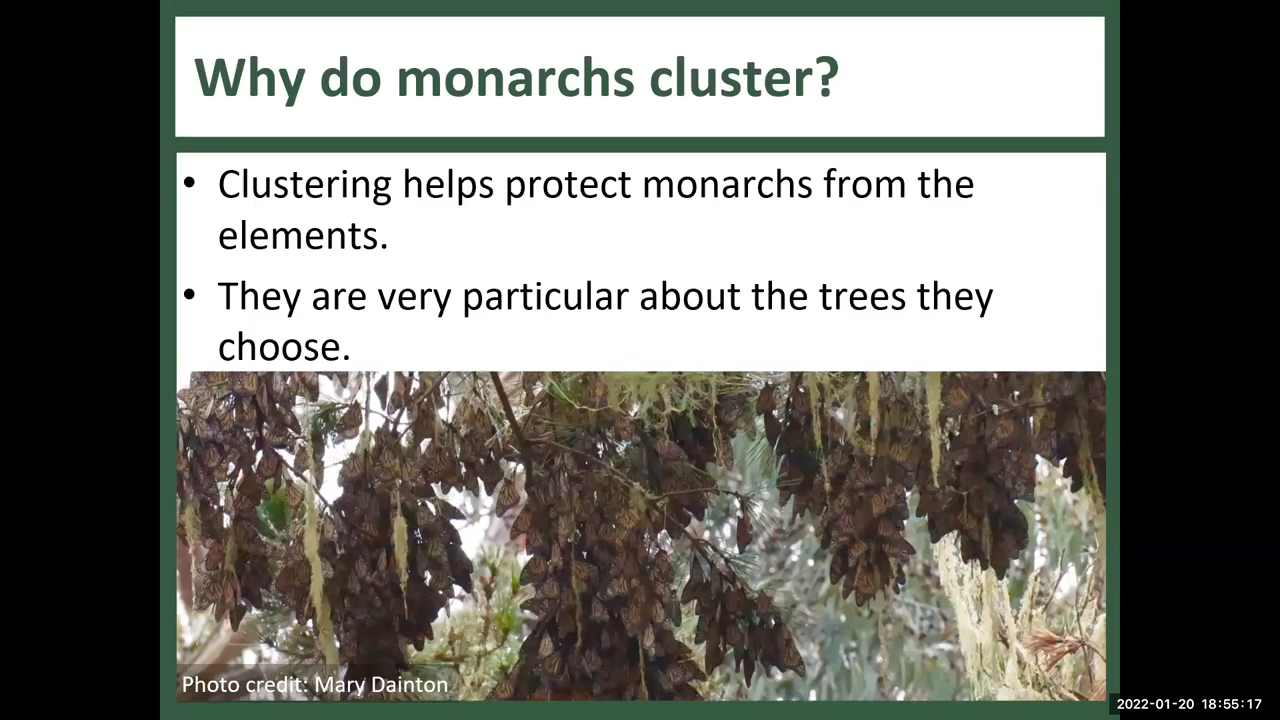 Why do monarchs cluster?
• Clustering helps protect monarchs from the
elements.
• They are very particular about the trees they
choose.
Photo credit: Mary Dainton
2022-01-20 18:55:17